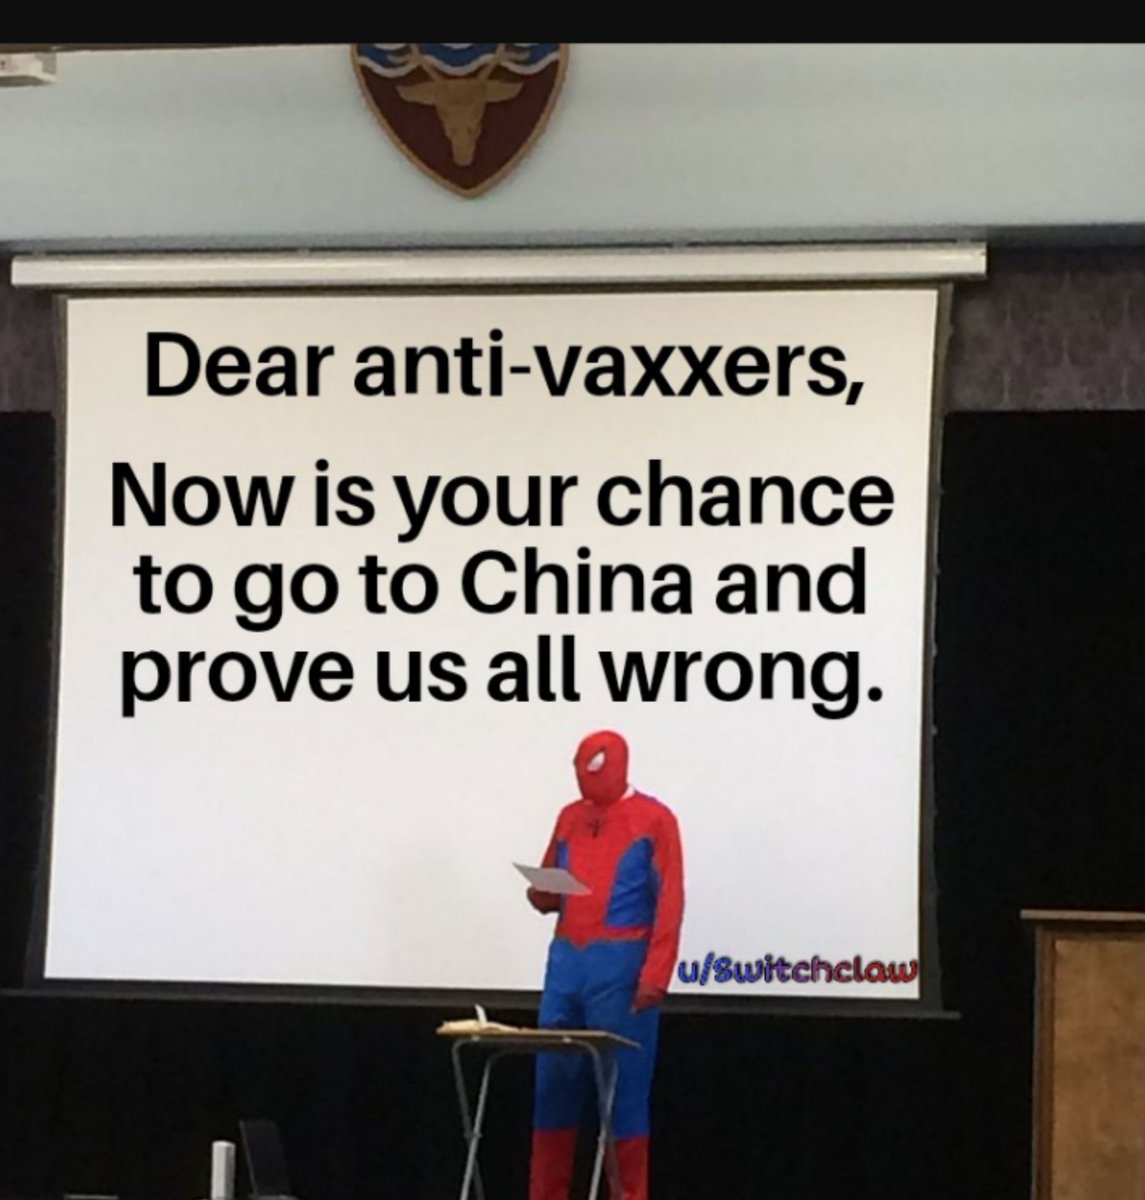 Dear anti-vaxxers,
Now is your chance
to go to China and
prove us all wrong.
u/Switchclaw